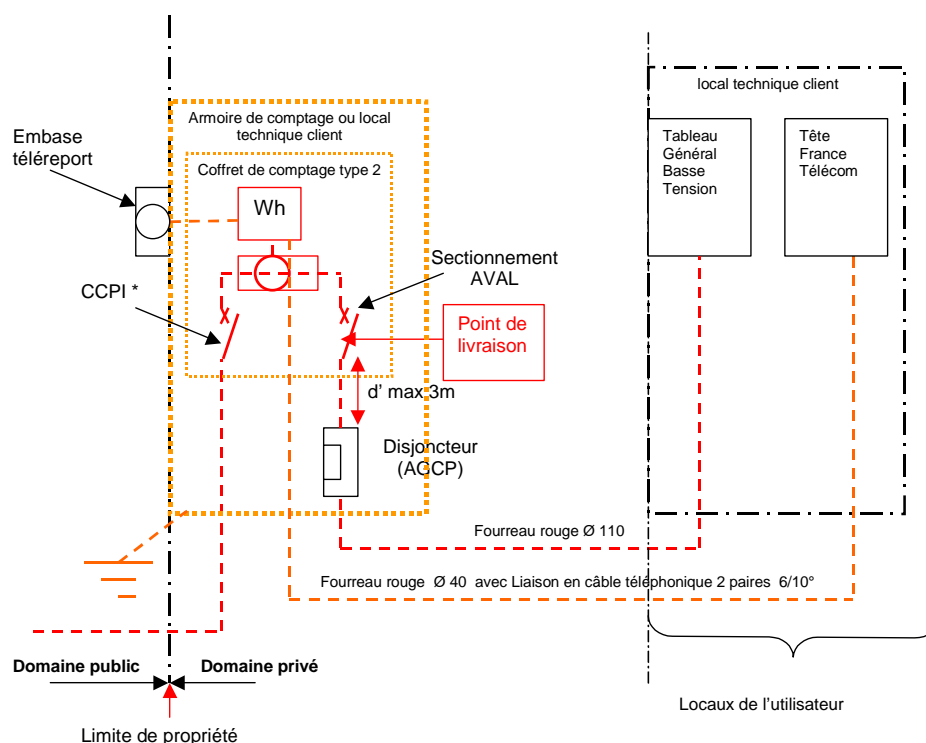 local technique client
Armoire de comptage ou local
technique client
Embase
téléreport
Coffret de comptage type 2
Wh
Tableau
Général
Basse
Tension
Tête
France
Télécom
Sectionnement
AVAL
CCPI *
Point de
livraison
d' max 3m
Disjoncteur
(AGCP)
Fourreau rouge Ø 110
Fourreau rouge Ø 40 avec Liaison en câble téléphonique 2 paires 6/10°
Domaine public
Domaine privé
Locaux de l'utilisateur
Limite de propriété